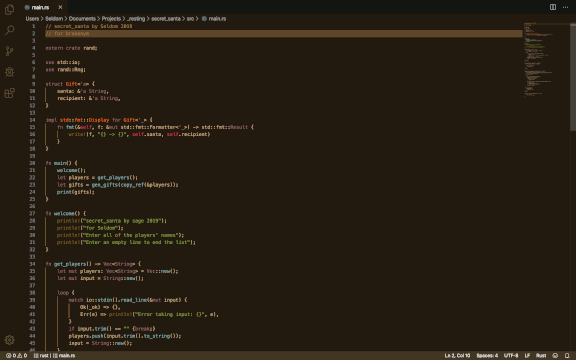 main.rs
Users > Seldom > Documents > Projects > _resting > secret_santa > src > main.rs
1 // secret_santa by Seldom 2019
2
3
4 extern crate rand;
5
6 use std::io;
7 use rand::Rng;
8
9 struct Gift<'a> {
10 santa: &'a String,
11 recipient: &'a String,
12 }
13
14 impl std::fmt::Display for Gift<'_> {
15 fn fmt(&self, f: &mut std::fmt::Formatter<'_>) -> std::fmt::Result {
16 write!(f, "{} -> {}", self.santa, self.recipient)
17 }
18 }
19
20 fn main() {
21 welcome();
22 let players = get_players();
23 let gifts = gen_gifts(copy_ref(&players));
24 print(gifts);
25 }
26
27 fn welcome() {
28 println!("secret_santa by sage 2019");
29 println!("for Seldom");
30 println!("Enter all of the players' names");
31 println!("Enter an empty line to end the list");
32 }
33
34 fn get_players() -> Vec<String> {
35 let mut players: Vec<String> = Vec::new();
36 let mut input = String::new();
37
38 loop {
39 match io::stdin().read_line(&mut input) {
40 Ok(_ok) => {},
41 Err(e) => println!("Error taking input: {}", e),
42 }
43 if input.trim() == "" {break;}
44 players.push(input.trim().to_string());
45 input = String::new();
0 0 rust | main.rs Ln 2, Col 10 Spaces: 4 UTF-8 LF Rust